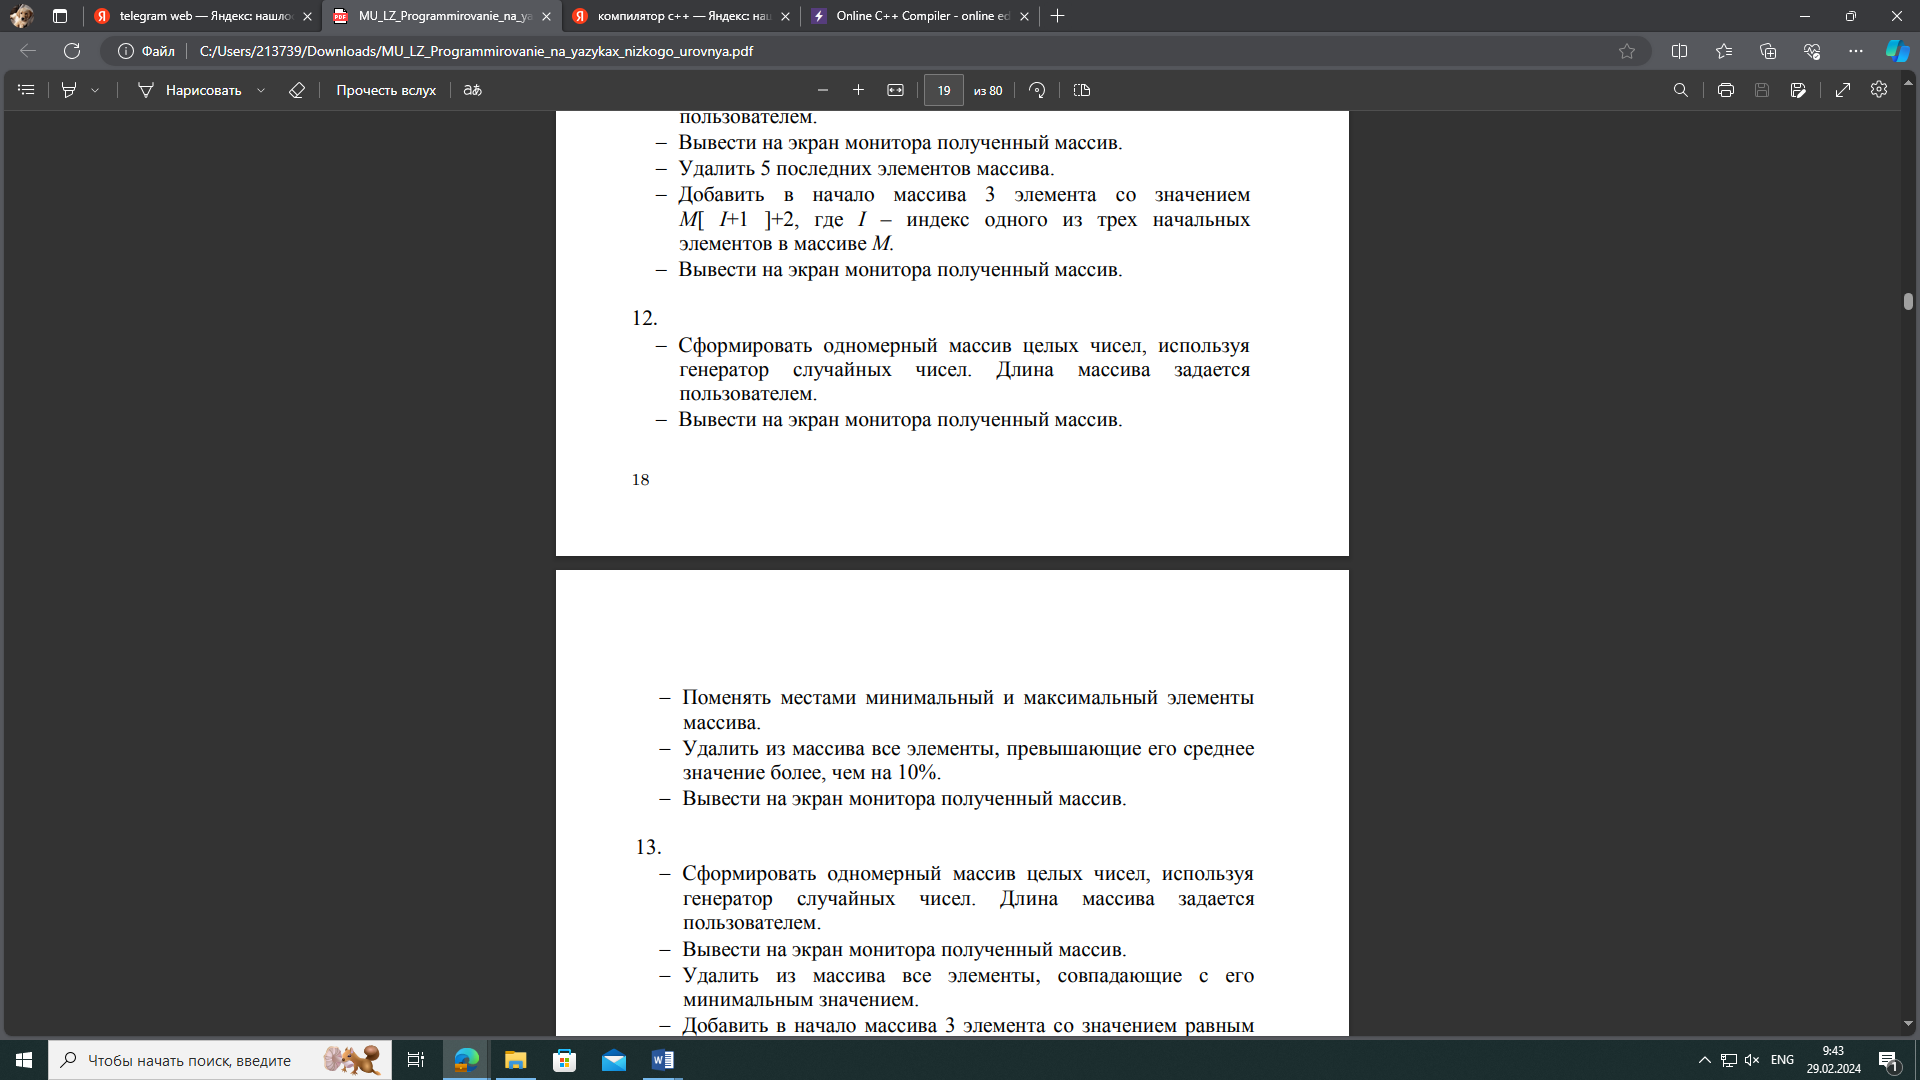 telegram web — Яндекс: нашло
MU_LZ_Programmirovanie_na_ya
компилятор c++ — Яндекс: наш
Online C++ Compiler - online ed
Файл
C:/Users/213739/Downloads/MU_LZ_Programmirovanie_na_yazykax_nizkogo_urovnya.pdf
Нарисовать
Прочесть вслух
аあ
19 из 80
пользователем.
– Вывести на экран монитора полученный массив.
– Удалить 5 последних элементов массива.
– Добавить в начало массива 3 элемента со значением
M[ I+1 ]+2, где I – индекс одного из трех начальных
элементов в массиве M.
– Вывести на экран монитора полученный массив.
12.
– Сформировать одномерный массив целых чисел, используя
генератор случайных чисел. Длина массива задается
пользователем.
– Вывести на экран монитора полученный массив.
18
– Поменять местами минимальный и максимальный элементы
массива.
– Удалить из массива все элементы, превышающие его среднее
значение более, чем на 10%.
– Вывести на экран монитора полученный массив.
13.
– Сформировать одномерный массив целых чисел, используя
генератор случайных чисел. Длина массива задается
пользователем.
– Вывести на экран монитора полученный массив.
– Удалить из массива все элементы, совпадающие с его
минимальным значением.
– Добавить в начало массива 3 элемента со значением равным
Чтобы начать поиск, введите
ENG
9:43
29.02.2024
1